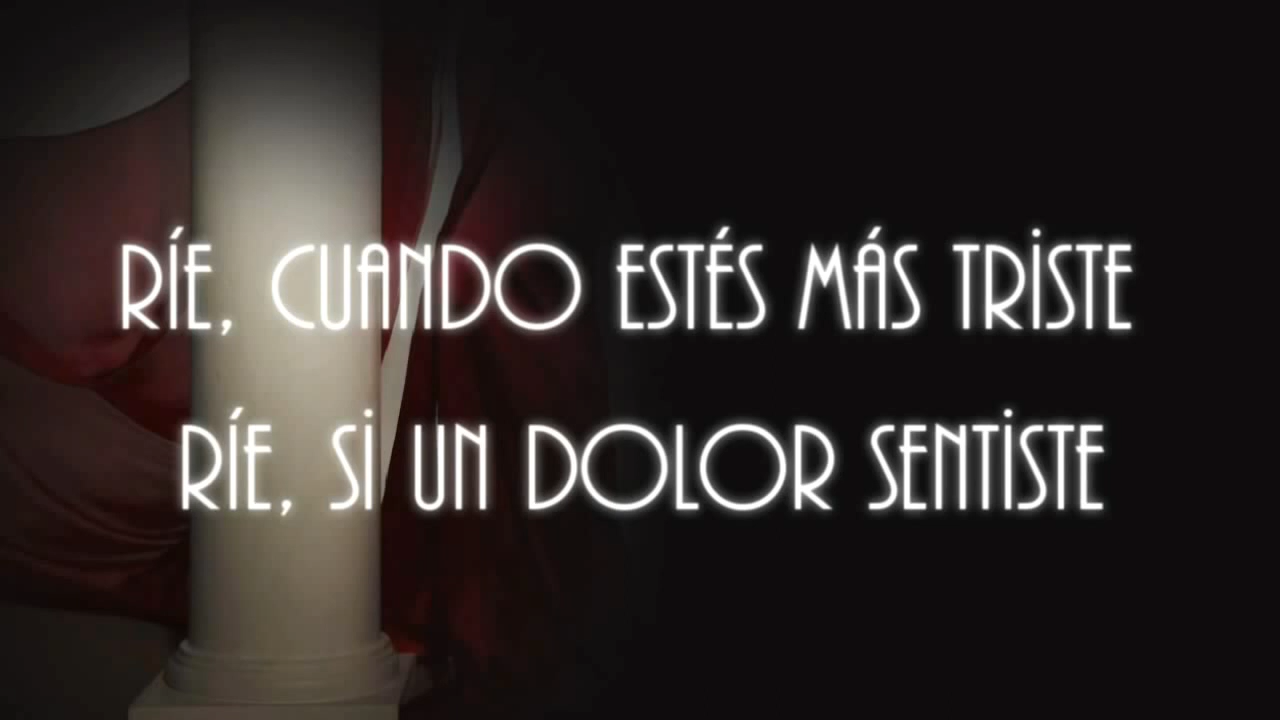 RÍE, CUANDO ESTÉS MÁS TRISTE
RÍE, SI UN DOLOR SENTISTE